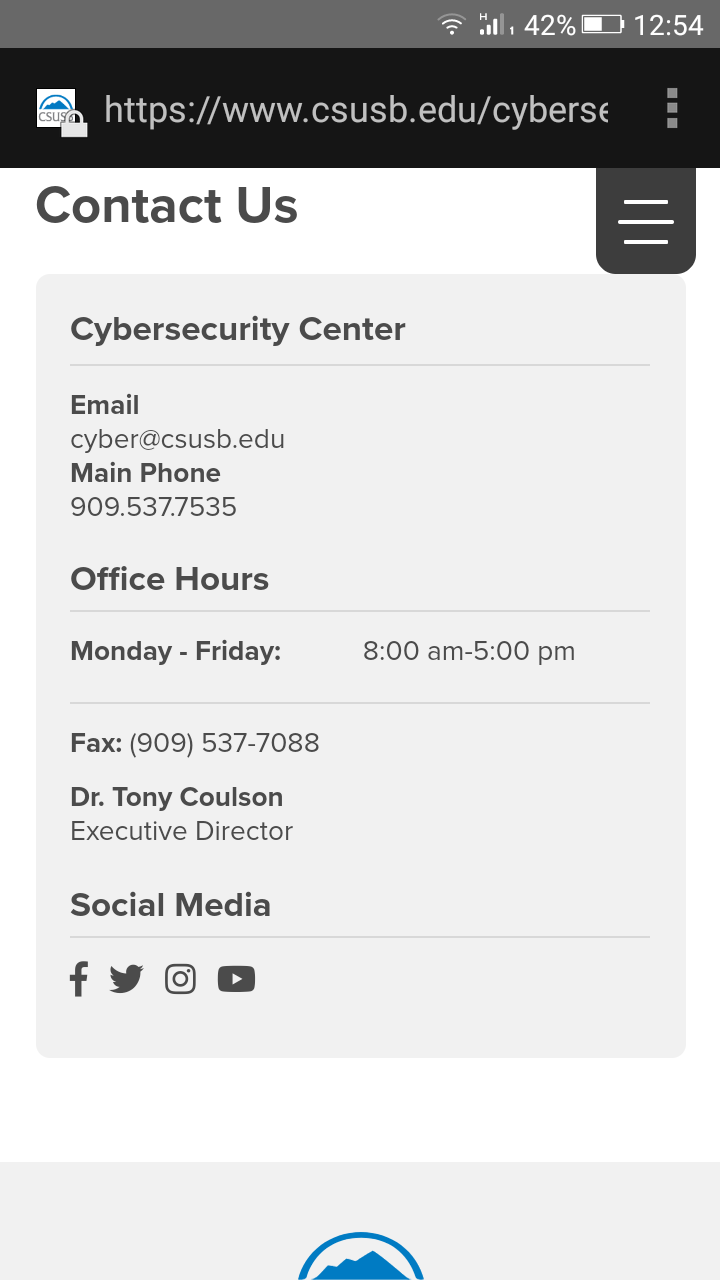 42% 12:54
CSUSB https://www.csusb.edu/cyberse
Contact Us
Cybersecurity Center
Email
cyber@csusb.edu
Main Phone
909.537.7535
Office Hours
Monday - Friday: 8:00 am-5:00 pm
Fax: (909) 537-7088
Dr. Tony Coulson
Executive Director
Social Media